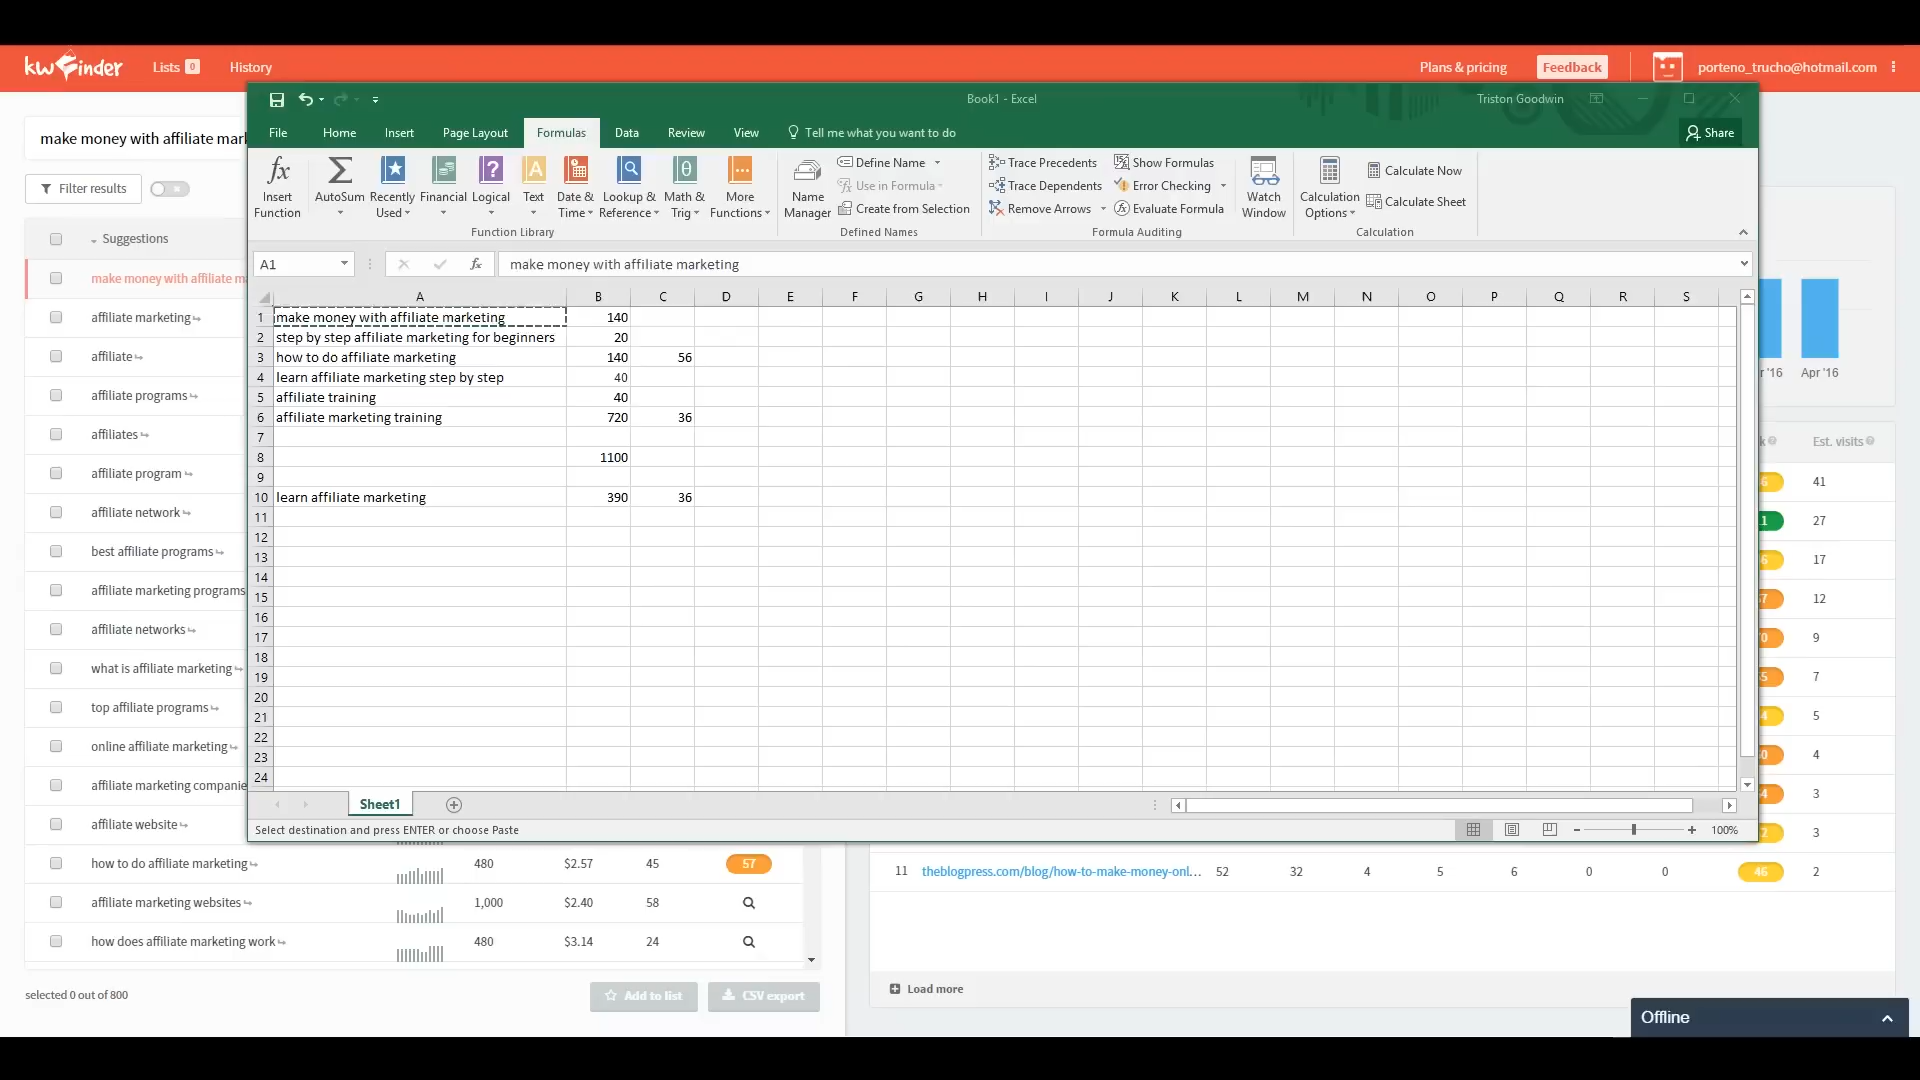 kwfinder Lists 0 History Plans & pricing Feedback porteno_trucho@hotmail.com
Book1 - Excel Triston Goodwin
File Home Insert Page Layout Formulas Data Review View Tell me what you want to do Share
fx Σ ? A θ
Insert Function AutoSum Recently Used Financial Logical Text Date & Time Lookup & Reference Math & Trig More Functions
Function Library
Name Manager
Define Name
Use in Formula
Create from Selection
Defined Names
Trace Precedents Show Formulas
Trace Dependents Error Checking
Remove Arrows Evaluate Formula
Formula Auditing
Watch Window
Calculation Options
Calculate Now
Calculate Sheet
Calculation
A1 fx make money with affiliate marketing
A B C D E F G H I J K L M N O P Q R S
1 make money with affiliate marketing 140
2 step by step affiliate marketing for beginners 20
3 how to do affiliate marketing 140 56
4 learn affiliate marketing step by step 40
5 affiliate training 40
6 affiliate marketing training 720 36
7
8 1100
9
10 learn affiliate marketing 390 36
11
12
13
14
15
16
17
18
19
20
21
22
23
24
Sheet1
Select destination and press ENTER or choose Paste 100%
make money with affiliate mark
Filter results
Suggestions
make money with affiliate
affiliate marketing
affiliate
affiliate programs
affiliates
affiliate program
affiliate network
best affiliate programs
affiliate marketing programs
affiliate networks
what is affiliate marketing
top affiliate programs
online affiliate marketing
affiliate marketing companie
affiliate website
how to do affiliate marketing 480 $2.57 45 57
affiliate marketing websites 1,000 $2.40 58
how does affiliate marketing work 480 $3.14 24
selected 0 out of 800 Add to list CSV export
'16 Apr '16
Est. visits
41
27
17
12
9
7
5
4
3
3
11 theblogpress.com/blog/how-to-make-money-onl... 52 32 4 5 6 0 0 46 2
Load more
Offline